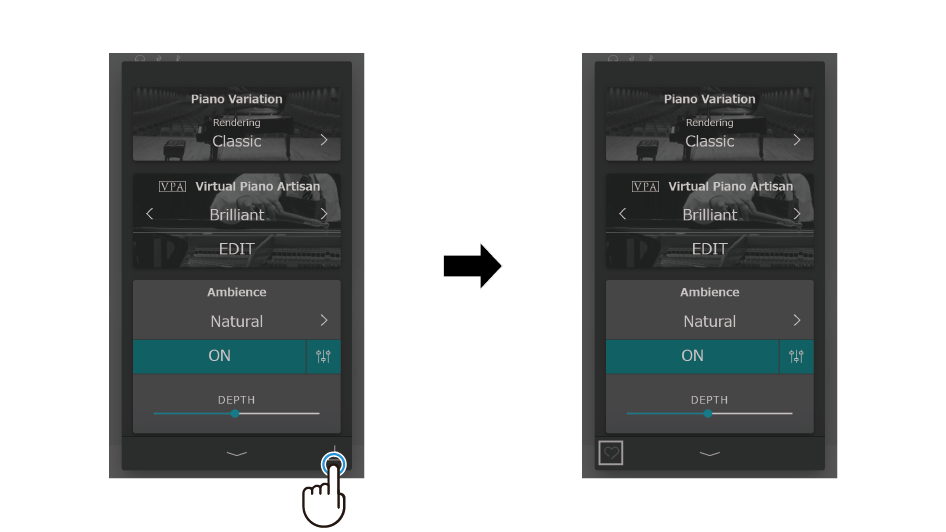 Piano Variation
Rendering
Classic
VPA Virtual Piano Artisan
Brilliant
EDIT
Ambience
Natural
ON
DEPTH
Piano Variation
Rendering
Classic
VPA Virtual Piano Artisan
Brilliant
EDIT
Ambience
Natural
ON
DEPTH